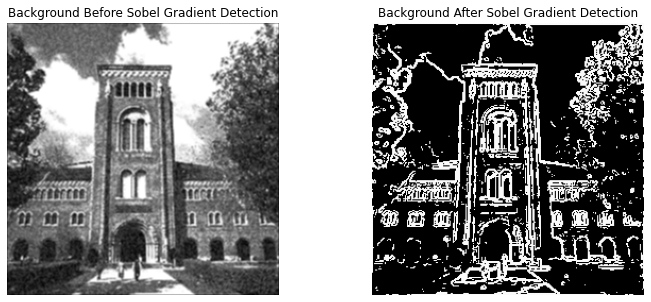 Background Before Sobel Gradient Detection
Background After Sobel Gradient Detection